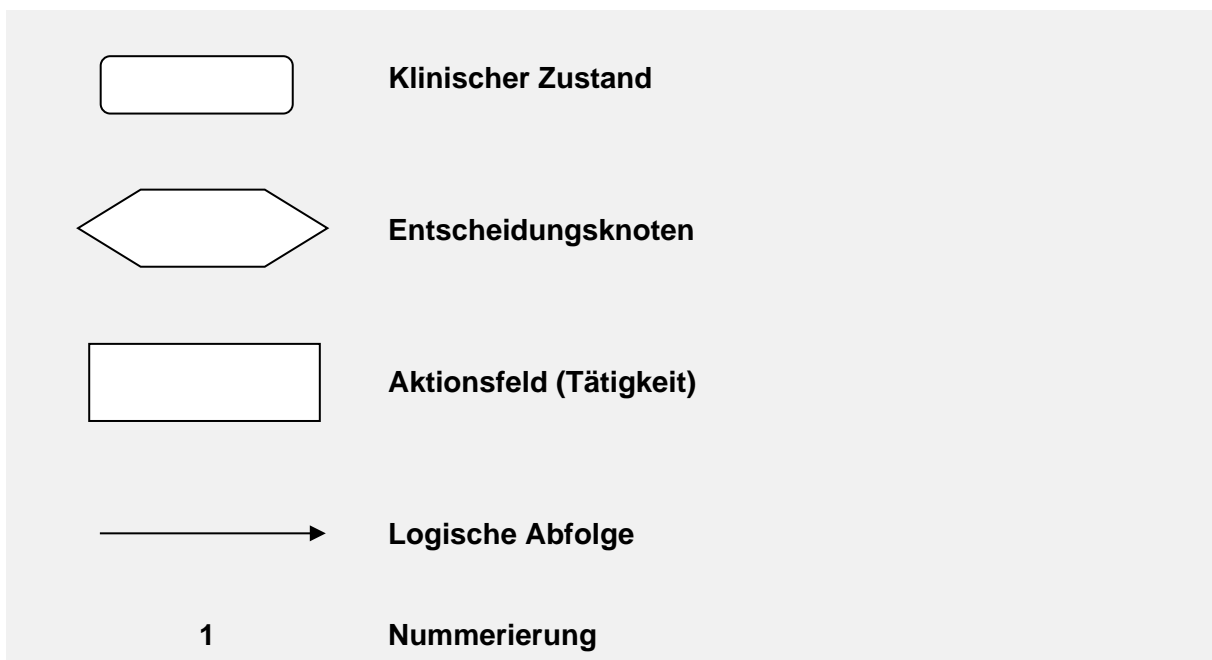 Klinischer Zustand
Entscheidungsknoten
Aktionsfeld (Tätigkeit)
Logische Abfolge
1 Nummerierung